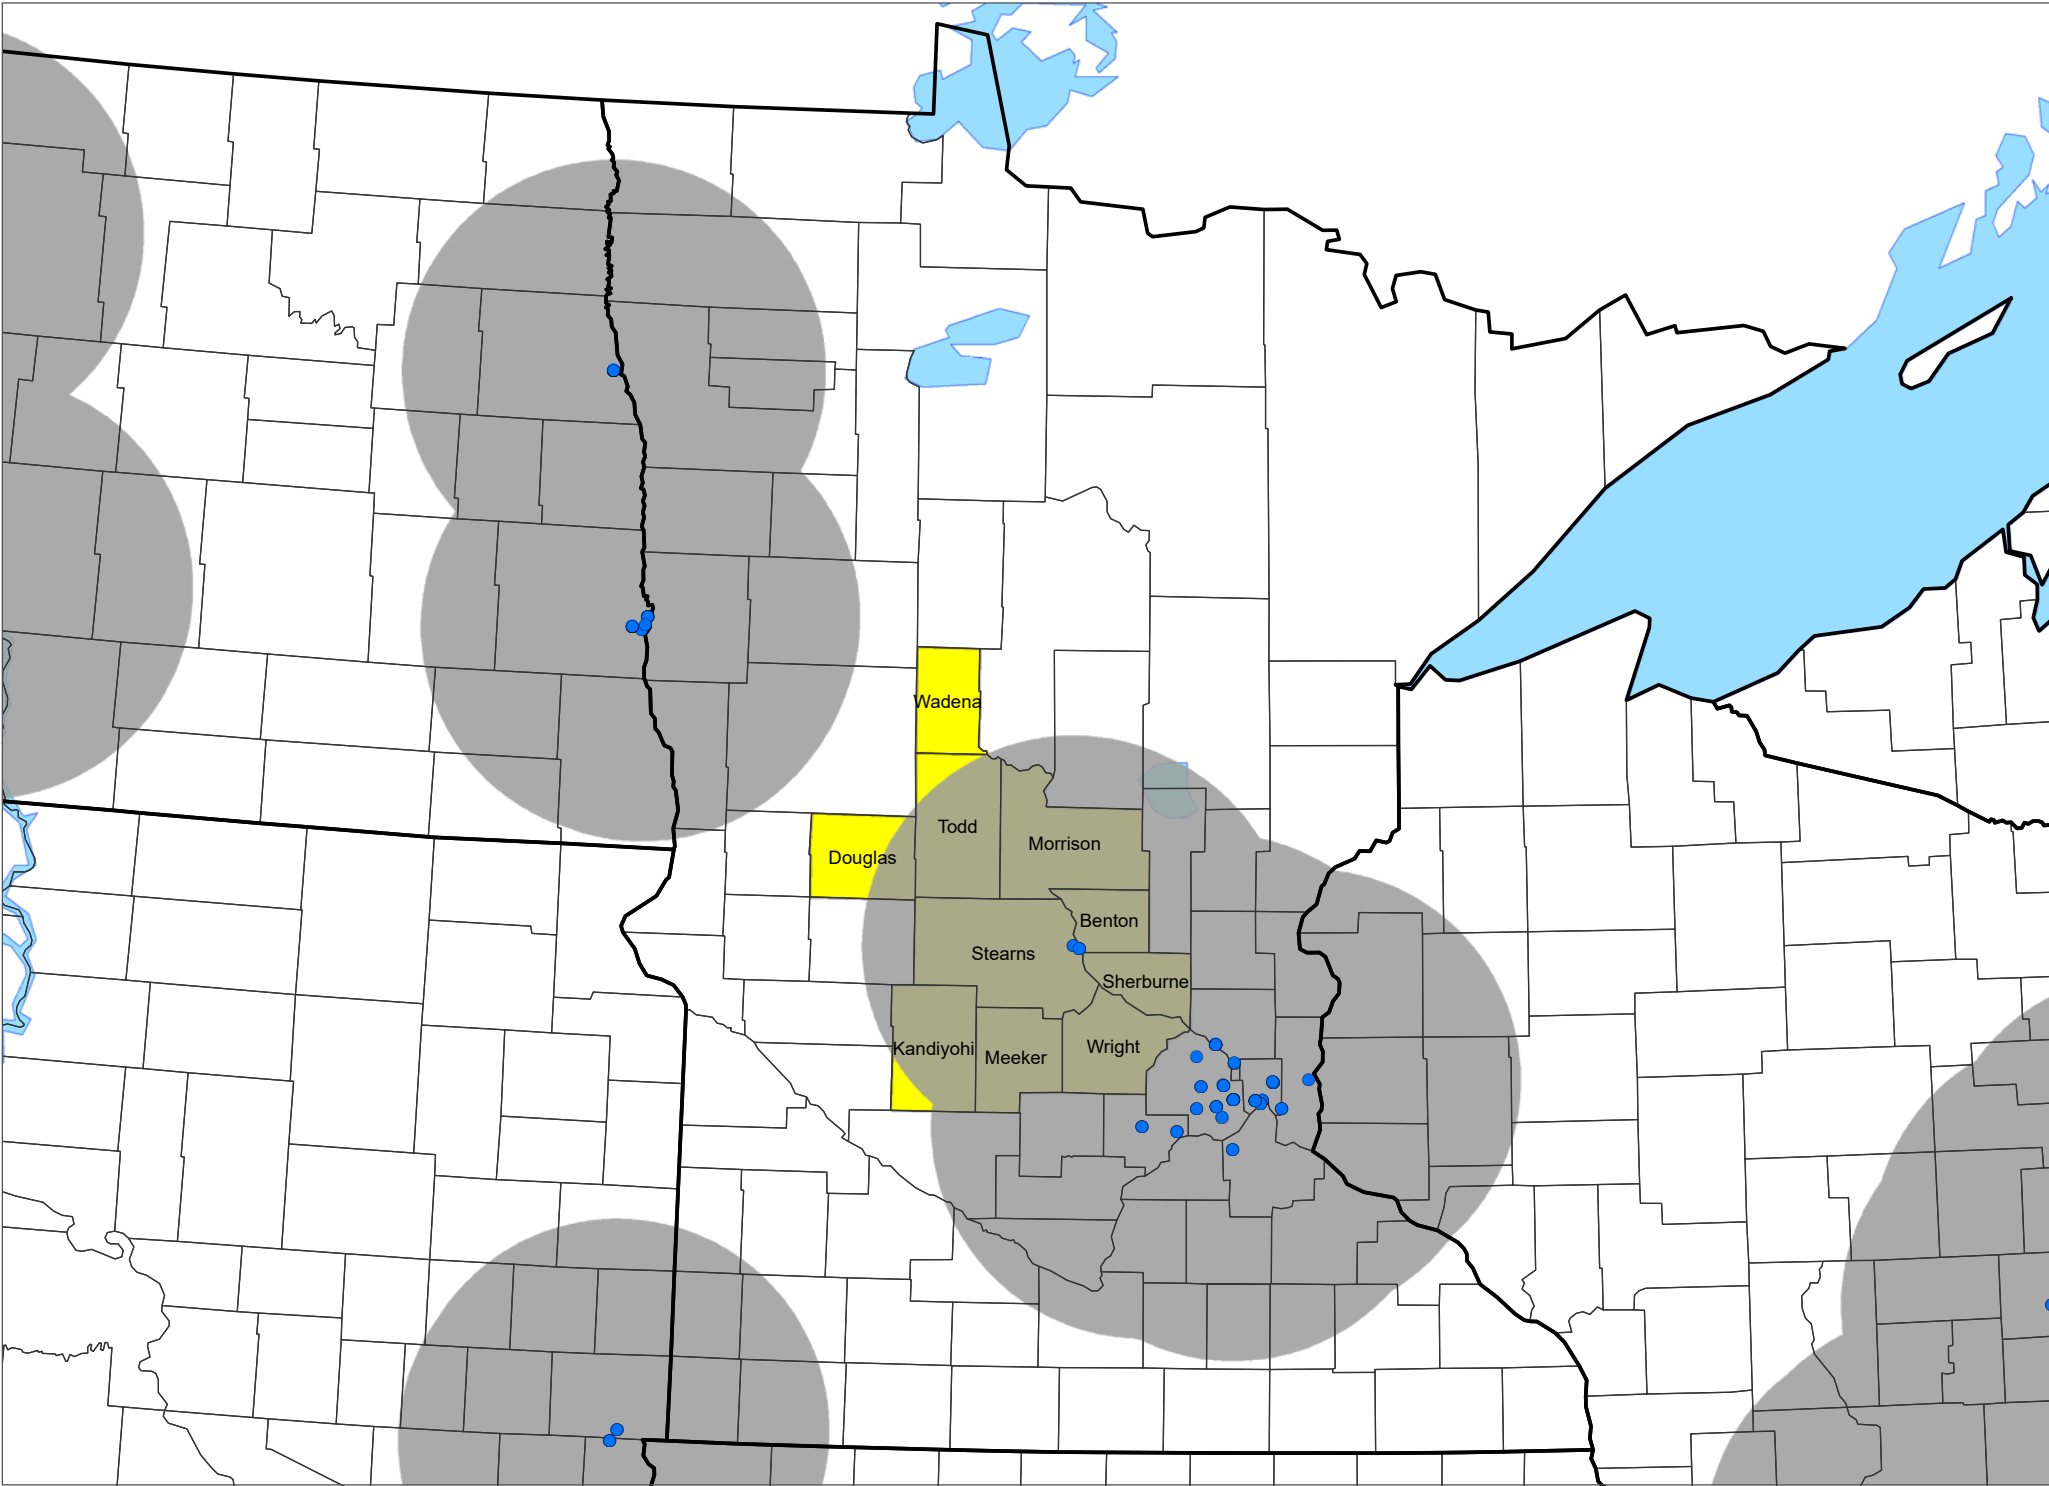 Wadena
Todd
Morrison
Douglas
Benton
Stearns
Sherburne
Kandiyohi
Meeker
Wright